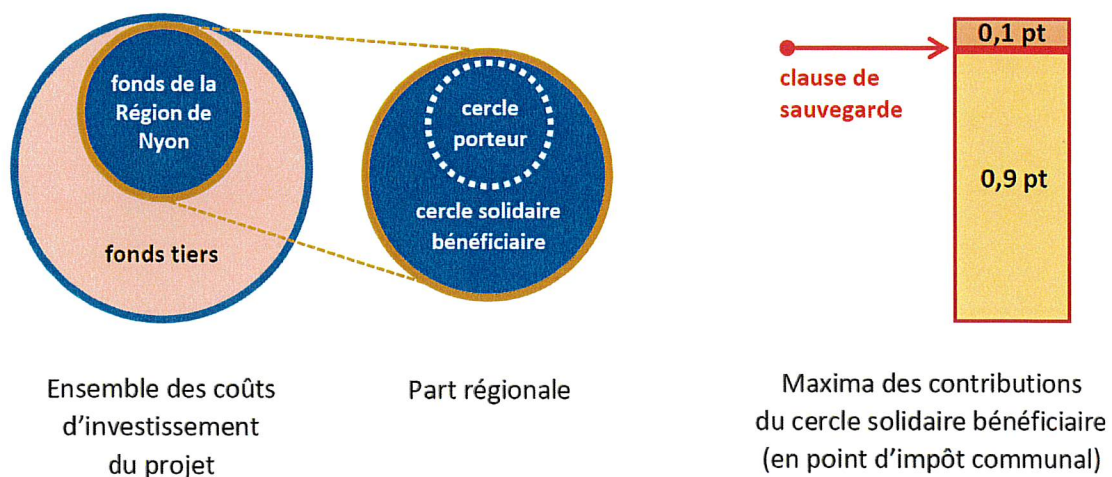 fonds de la
Région de
Nyon
fonds tiers
cercle
porteur
cercle solidaire
bénéficiaire
clause de
sauvegarde
0,1 pt
0,9 pt
Ensemble des coûts
d'investissement
du projet
Part régionale
Maxima des contributions
du cercle solidaire bénéficiaire
(en point d'impôt communal)